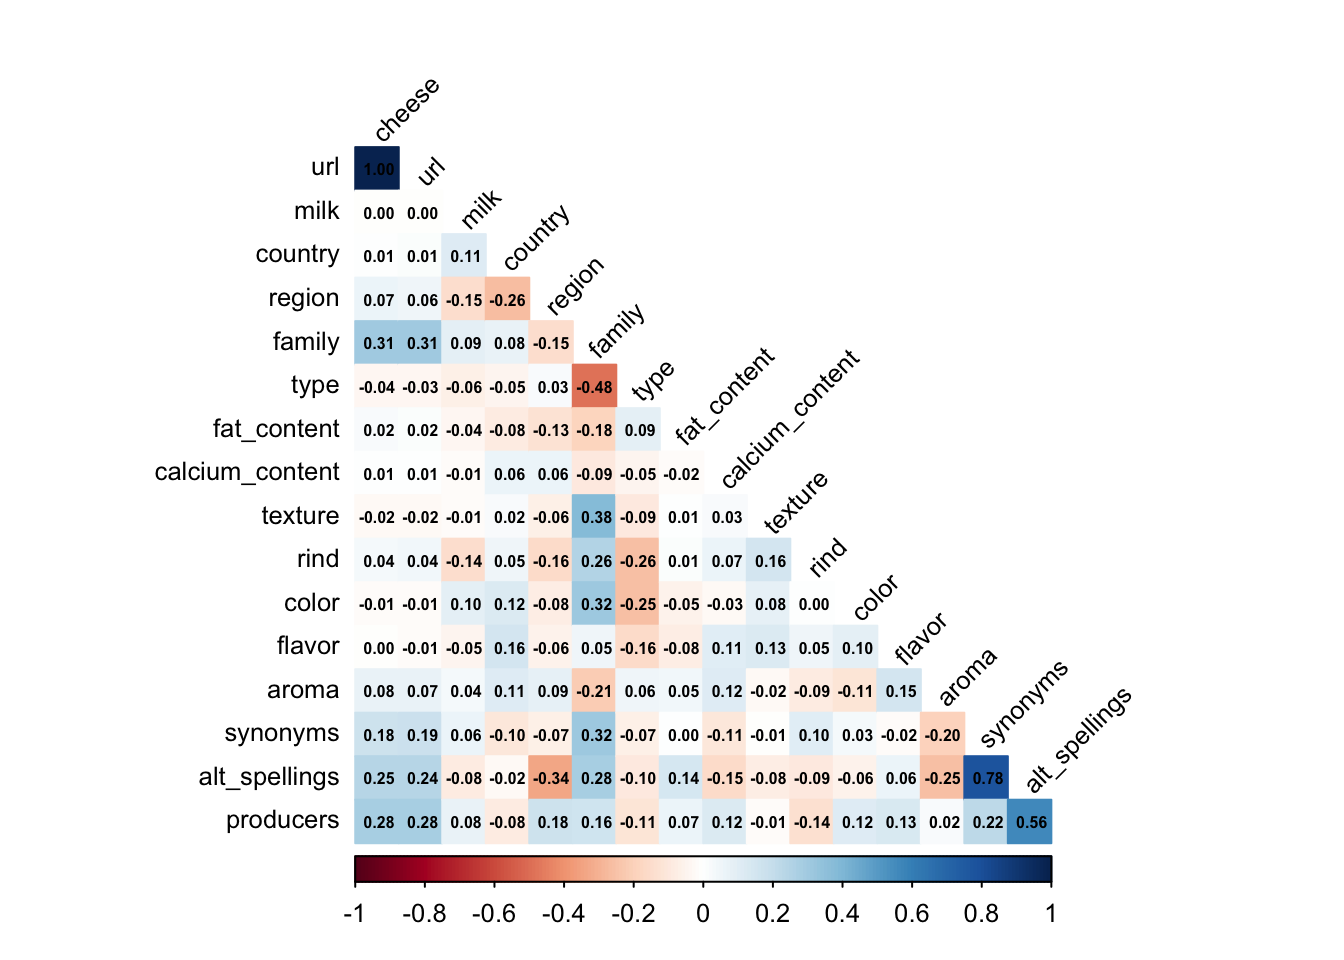 cheese
url 1.00 url
milk 0.00 0.00 milk
country 0.01 0.01 0.11 country
region 0.07 0.06 -0.15 -0.26 region
family 0.31 0.31 0.09 0.08 -0.15 family
type -0.04 -0.03 -0.06 -0.05 0.03 -0.48 type
fat_content 0.02 0.02 -0.04 -0.08 -0.13 -0.18 0.09 fat_content
calcium_content 0.01 0.01 -0.01 0.06 0.06 -0.09 -0.05 -0.02 calcium_content
texture -0.02 -0.02 -0.01 0.02 -0.06 0.38 -0.09 0.01 0.03 texture
rind 0.04 0.04 -0.14 0.05 -0.16 0.26 -0.26 0.01 0.07 0.16 rind
color -0.01 -0.01 0.10 0.12 -0.08 0.32 -0.25 -0.05 -0.03 0.08 0.00 color
flavor 0.00 -0.01 -0.05 0.16 -0.06 0.05 -0.16 -0.08 0.11 0.13 0.05 0.10 flavor
aroma 0.08 0.07 0.04 0.11 0.09 -0.21 0.06 0.05 0.12 -0.02 -0.09 -0.11 0.15 aroma
synonyms 0.18 0.19 0.06 -0.10 -0.07 0.32 -0.07 0.00 -0.11 -0.01 0.10 0.03 -0.02 -0.20 synonyms
alt_spellings 0.25 0.24 -0.08 -0.02 -0.34 0.28 -0.10 0.14 -0.15 -0.08 -0.09 -0.06 0.06 -0.25 0.78 alt_spellings
producers 0.28 0.28 0.08 -0.08 0.18 0.16 -0.11 0.07 0.12 -0.01 -0.14 0.12 0.13 0.02 0.22 0.56
-1 -0.8 -0.6 -0.4 -0.2 0 0.2 0.4 0.6 0.8 1